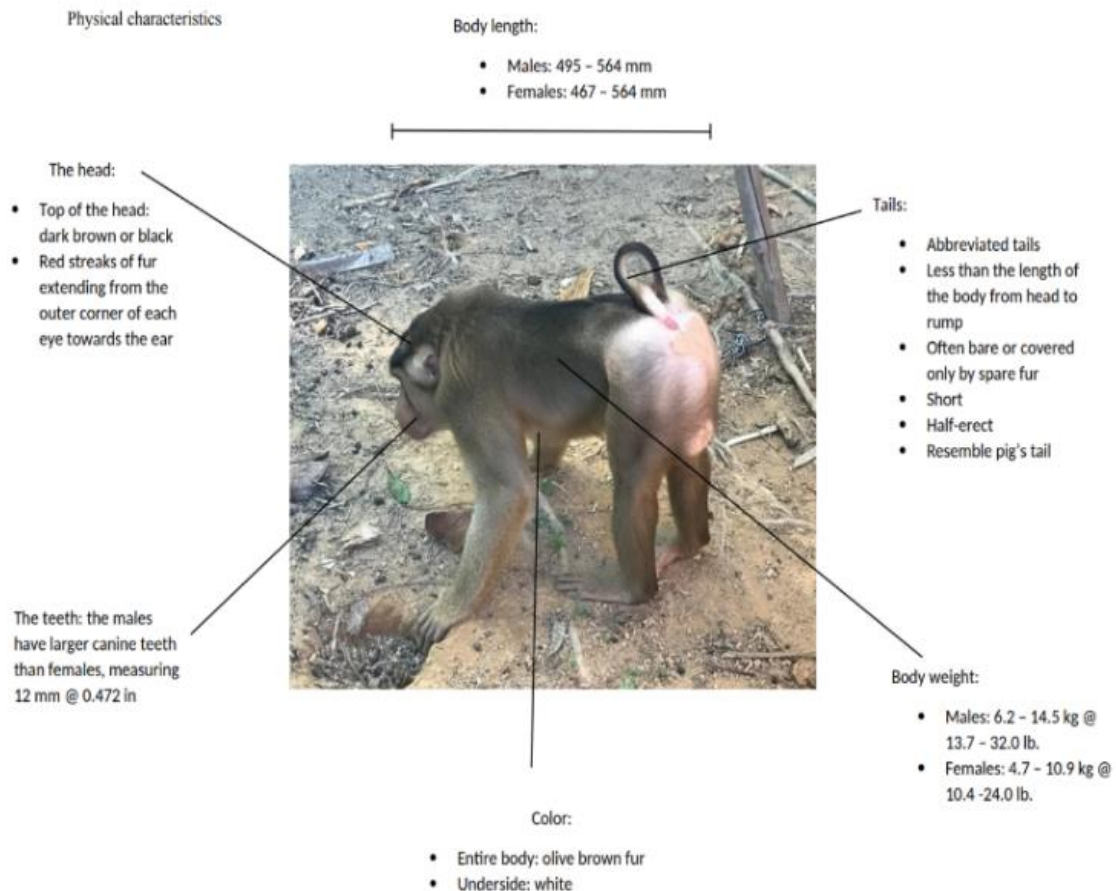 Physical characteristics
Body length:
• Males: 495 – 564 mm
• Females: 467 – 564 mm
The head:
• Top of the head:
dark brown or black
• Red streaks of fur
extending from the
outer corner of each
eye towards the ear
Tails:
• Abbreviated tails
• Less than the length of
the body from head to
rump
• Often bare or covered
only by spare fur
• Short
• Half-erect
• Resemble pig's tail
The teeth: the males
have larger canine teeth
than females, measuring
12 mm @ 0.472 in
Body weight:
• Males: 6.2 – 14.5 kg @
13.7 – 32.0 lb.
• Females: 4.7 – 10.9 kg @
10.4 -24.0 lb.
Color:
• Entire body: olive brown fur
• Underside: white